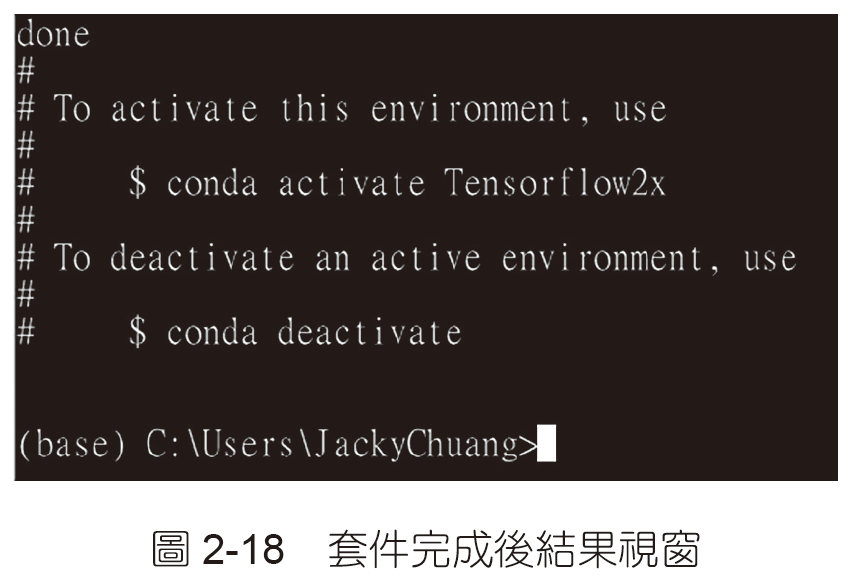 done
#
# To activate this environment, use
#
#     $ conda activate Tensorflow2x
#
# To deactivate an active environment, use
#
#     $ conda deactivate
(base) C:\Users\JackyChuang>
圖 2-18　套件完成後結果視窗